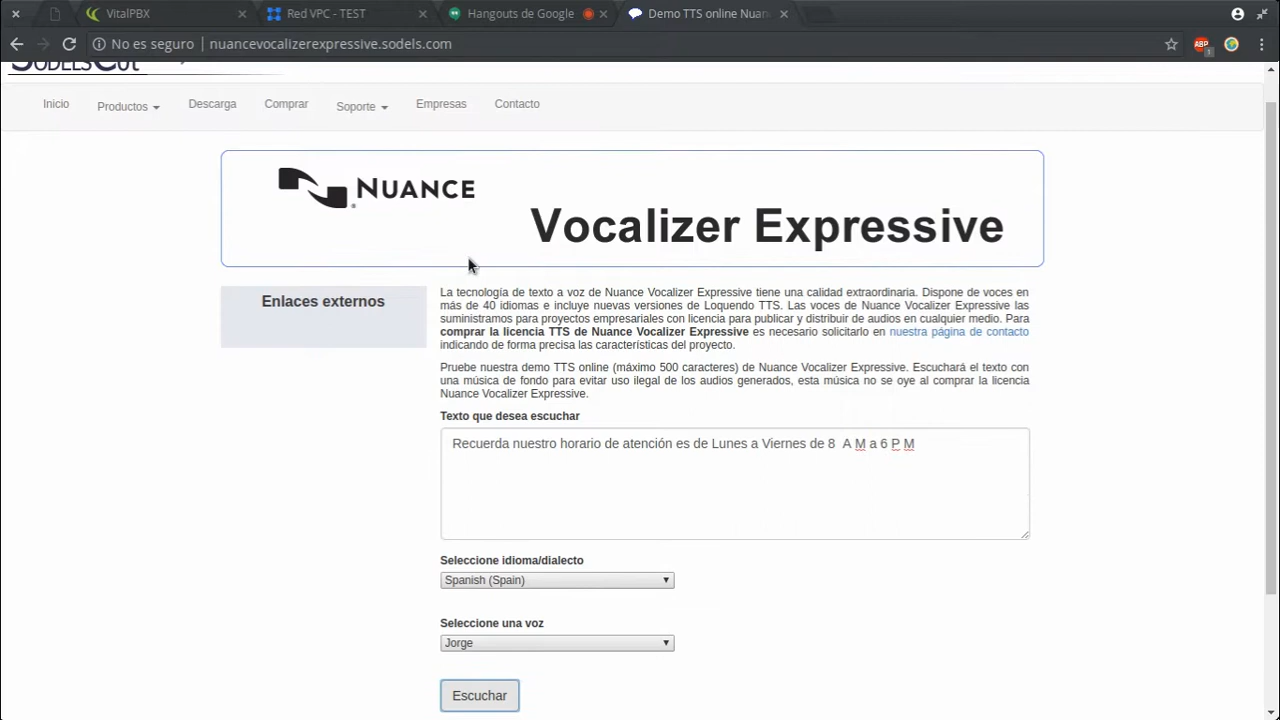 VitalPBX
Red VPC - TEST
Hangouts de Google
Demo TTS online Nuan
No es seguro
nuancevocalizerexpressive.sodels.com
ABP
1
Inicio
Productos
Descarga
Comprar
Soporte
Empresas
Contacto
NUANCE
Vocalizer Expressive
Enlaces externos
La tecnología de texto a voz de Nuance Vocalizer Expressive tiene una calidad extraordinaria. Dispone de voces en
más de 40 idiomas e incluye nuevas versiones de Loquendo TTS. Las voces de Nuance Vocalizer Expressive las
suministramos para proyectos empresariales con licencia para publicar y distribuir de audios en cualquier medio. Para
comprar la licencia TTS de Nuance Vocalizer Expressive es necesario solicitarlo en nuestra página de contacto
indicando de forma precisa las características del proyecto.
Pruebe nuestra demo TTS online (máximo 500 caracteres) de Nuance Vocalizer Expressive. Escuchará el texto con
una música de fondo para evitar uso ilegal de los audios generados, esta música no se oye al comprar la licencia
Nuance Vocalizer Expressive.
Texto que desea escuchar
Recuerda nuestro horario de atención es de Lunes a Viernes de 8 A M a 6 P M
Seleccione idioma/dialecto
Spanish (Spain)
Seleccione una voz
Jorge
Escuchar